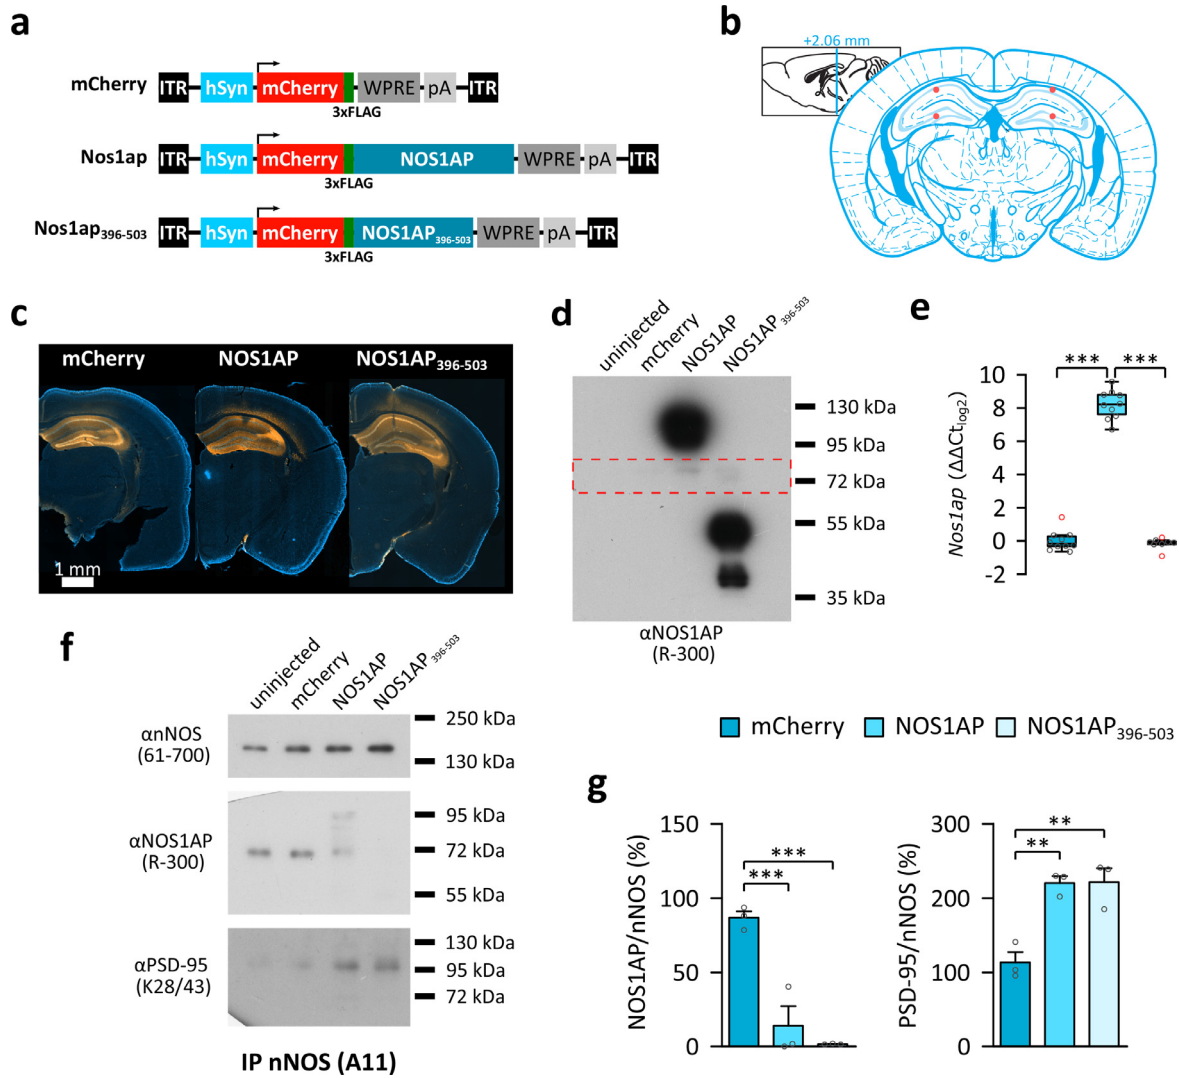 a
mCherry
ITR hSyn mCherry WPRE pA ITR
3xFLAG
Nos1ap
ITR hSyn mCherry NOS1AP WPRE pA ITR
3xFLAG
Nos1ap396-503
ITR hSyn mCherry NOS1AP396-503 WPRE pA ITR
3xFLAG
b
+2.06 mm
c
mCherry NOS1AP NOS1AP396-503
1 mm
d
uninjected
mCherry
NOS1AP
NOS1AP396-503
130 kDa
95 kDa
72 kDa
55 kDa
35 kDa
αNOS1AP
(R-300)
e
*** ***
Nos1ap (ΔΔCtlog2)
10
8
6
4
2
0
-2
f
uninjected
mCherry
NOS1AP
NOS1AP396-503
αnNOS
(61-700)
250 kDa
130 kDa
αNOS1AP
(R-300)
95 kDa
72 kDa
55 kDa
αPSD-95
(K28/43)
130 kDa
95 kDa
72 kDa
IP nNOS (A11)
mCherry NOS1AP NOS1AP396-503
g
NOS1AP/nNOS (%)
150
100
50
0
***
***
PSD-95/nNOS (%)
300
200
100
0
**
**